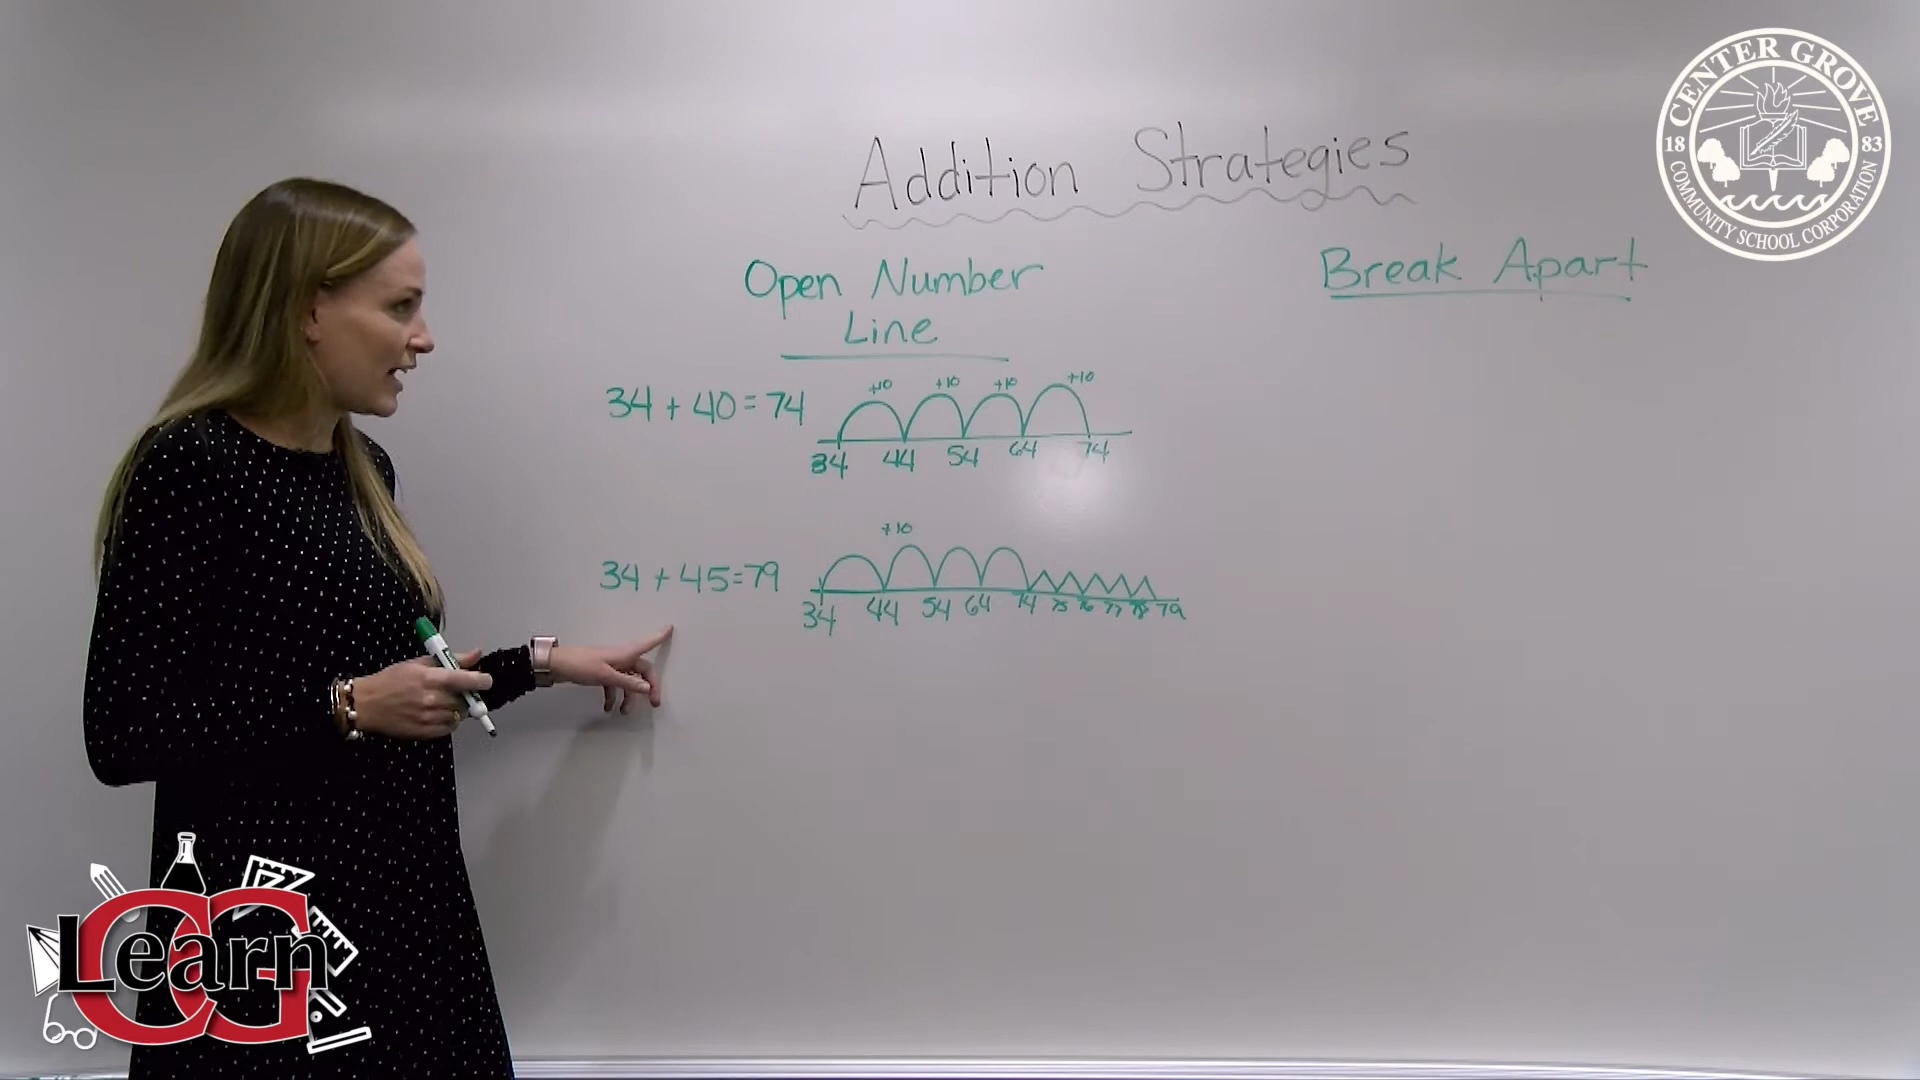 Addition Strategies
Open Number
Line
34 + 40 = 74
+10 +10 +10 +10
34 44 54 64 74
34 + 45 = 79
+10
34 44 54 64 74 75 76 77 78 79
Break Apart
CENTER GROVE
18 83
COMMUNITY SCHOOL CORPORATION
CG
Learn